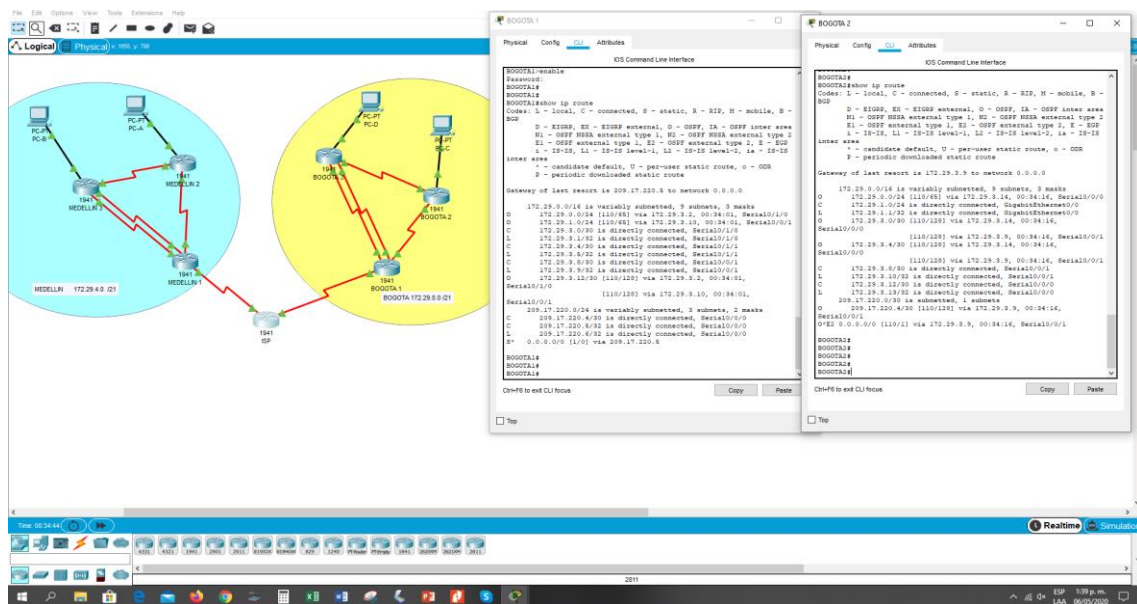 File Edit Options View Tools Extensions Help
Logical
Physical
PC-PT
PC-B
PC-PT
PC-A
1941
MEDELLIN 2
1941
MEDELLIN 3
1941
MEDELLIN 1
MEDELLIN 172.29.4.0 /21
PC-PT
PC-D
PC-PT
PC-C
1941
BOGOTA 3
1941
BOGOTA 2
1941
BOGOTA 1
BOGOTA 172.29.0.0 /21
1941
ISP
BOGOTA 1
Physical Config CLI Attributes
IOS Command Line Interface
BOGOTA1>enable
Password:
BOGOTA1#
BOGOTA1#
BOGOTA1#show ip route
Codes: L - local, C - connected, S - static, R - RIP, M - mobile, B -
BGP
D - EIGRP, EX - EIGRP external, O - OSPF, IA - OSPF inter area
N1 - OSPF NSSA external type 1, N2 - OSPF NSSA external type 2
E1 - OSPF external type 1, E2 - OSPF external type 2, E - EGP
i - IS-IS, L1 - IS-IS level-1, L2 - IS-IS level-2, ia - IS-IS
inter area
* - candidate default, U - per-user static route, o - ODR
P - periodic downloaded static route
Gateway of last resort is 209.17.220.5 to network 0.0.0.0
172.29.0.0/16 is variably subnetted, 9 subnets, 3 masks
O 172.29.0.0/24 [110/65] via 172.29.3.2, 00:34:01, Serial0/1/0
O 172.29.1.0/24 [110/65] via 172.29.3.10, 00:34:01, Serial0/0/1
C 172.29.3.0/30 is directly connected, Serial0/1/0
L 172.29.3.1/32 is directly connected, Serial0/1/0
C 172.29.3.4/30 is directly connected, Serial0/1/1
L 172.29.3.5/32 is directly connected, Serial0/1/1
C 172.29.3.8/30 is directly connected, Serial0/0/1
L 172.29.3.9/32 is directly connected, Serial0/0/1
O 172.29.3.12/30 [110/128] via 172.29.3.2, 00:34:01,
Serial0/1/0
[110/128] via 172.29.3.10, 00:34:01,
Serial0/0/1
209.17.220.0/24 is variably subnetted, 3 subnets, 2 masks
C 209.17.220.4/30 is directly connected, Serial0/0/0
C 209.17.220.5/32 is directly connected, Serial0/0/0
L 209.17.220.6/32 is directly connected, Serial0/0/0
S* 0.0.0.0/0 [1/0] via 209.17.220.5
BOGOTA1#
BOGOTA1#
BOGOTA1#
Ctrl+F6 to exit CLI focus
Copy Paste
Top
BOGOTA 2
Physical Config CLI Attributes
IOS Command Line Interface
BOGOTA2#
BOGOTA2#show ip route
Codes: L - local, C - connected, S - static, R - RIP, M - mobile, B -
BGP
D - EIGRP, EX - EIGRP external, O - OSPF, IA - OSPF inter area
N1 - OSPF NSSA external type 1, N2 - OSPF NSSA external type 2
E1 - OSPF external type 1, E2 - OSPF external type 2, E - EGP
i - IS-IS, L1 - IS-IS level-1, L2 - IS-IS level-2, ia - IS-IS
inter area
* - candidate default, U - per-user static route, o - ODR
P - periodic downloaded static route
Gateway of last resort is 172.29.3.9 to network 0.0.0.0
172.29.0.0/16 is variably subnetted, 9 subnets, 3 masks
O 172.29.0.0/24 [110/65] via 172.29.3.14, 00:34:16, Serial0/0/0
C 172.29.1.0/24 is directly connected, GigabitEthernet0/0
L 172.29.1.1/32 is directly connected, GigabitEthernet0/0
O 172.29.3.0/30 [110/128] via 172.29.3.14, 00:34:16,
Serial0/0/0
[110/128] via 172.29.3.9, 00:34:16, Serial0/0/1
O 172.29.3.4/30 [110/128] via 172.29.3.14, 00:34:16,
Serial0/0/0
[110/128] via 172.29.3.9, 00:34:16, Serial0/0/1
C 172.29.3.8/30 is directly connected, Serial0/0/1
L 172.29.3.10/32 is directly connected, Serial0/0/1
C 172.29.3.12/30 is directly connected, Serial0/0/0
L 172.29.3.13/32 is directly connected, Serial0/0/0
209.17.220.0/30 is subnetted, 1 subnets
O 209.17.220.4/30 [110/128] via 172.29.3.9, 00:34:16,
Serial0/0/1
O*E2 0.0.0.0/0 [110/1] via 172.29.3.9, 00:34:16, Serial0/0/1
BOGOTA2#
BOGOTA2#
BOGOTA2#
BOGOTA2#
BOGOTA2#
Ctrl+F6 to exit CLI focus
Copy Paste
Top
Time: 00:34:44
Realtime
Simulation
4331 4321 1941 2901 2911 819IOX 819HGW 829 1240 PT-Router PT-Empty 1841 2620XM 2621XM 2811
2811
ESP 1:39 p. m.
LAA 06/05/2020